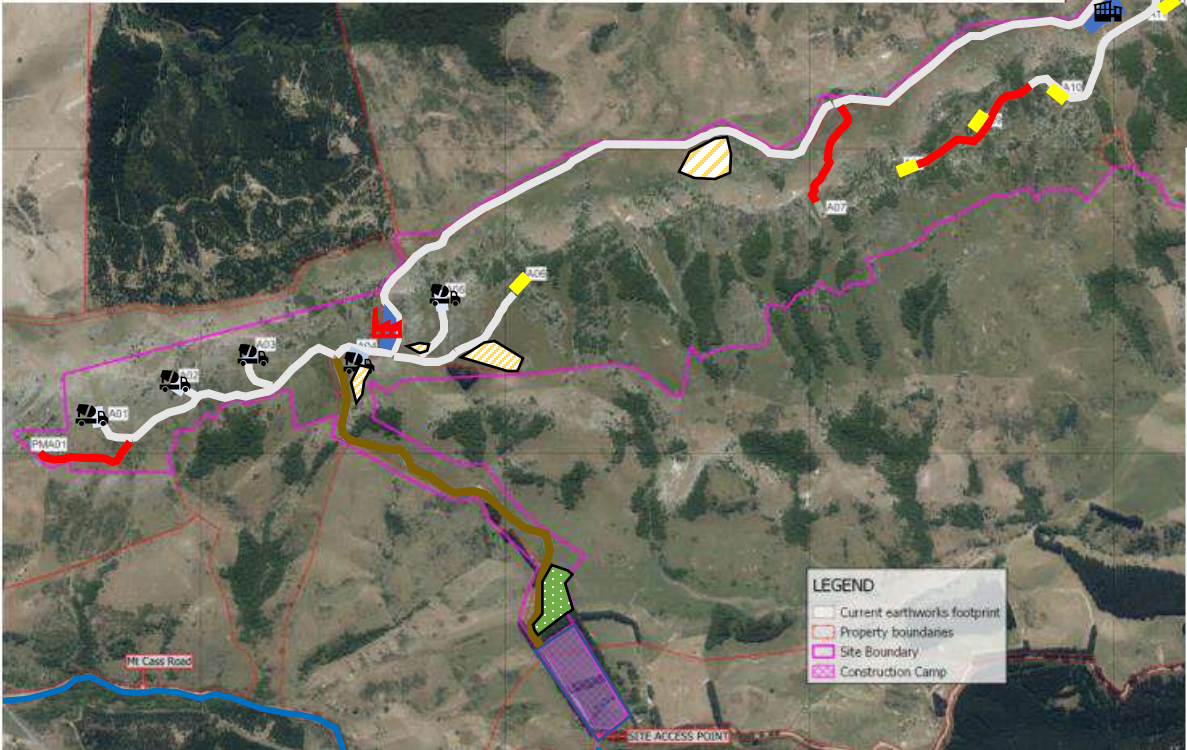 A10
A07
A06
A03
A04
A02
A01
PMA01
LEGEND
Current earthworks footprint
Property boundaries
Site Boundary
Construction Camp
Mt Cass Road
SITE ACCESS POINT